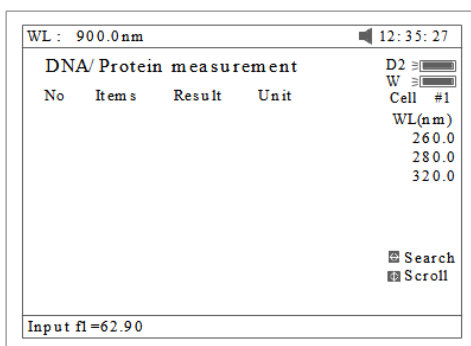 WL: 900.0nm 12:35:27
DNA/Protein measurement
D2
W
No Items Result Unit
Cell #1
WL(nm)
260.0
280.0
320.0
Search
Scroll
Input f1=62.90